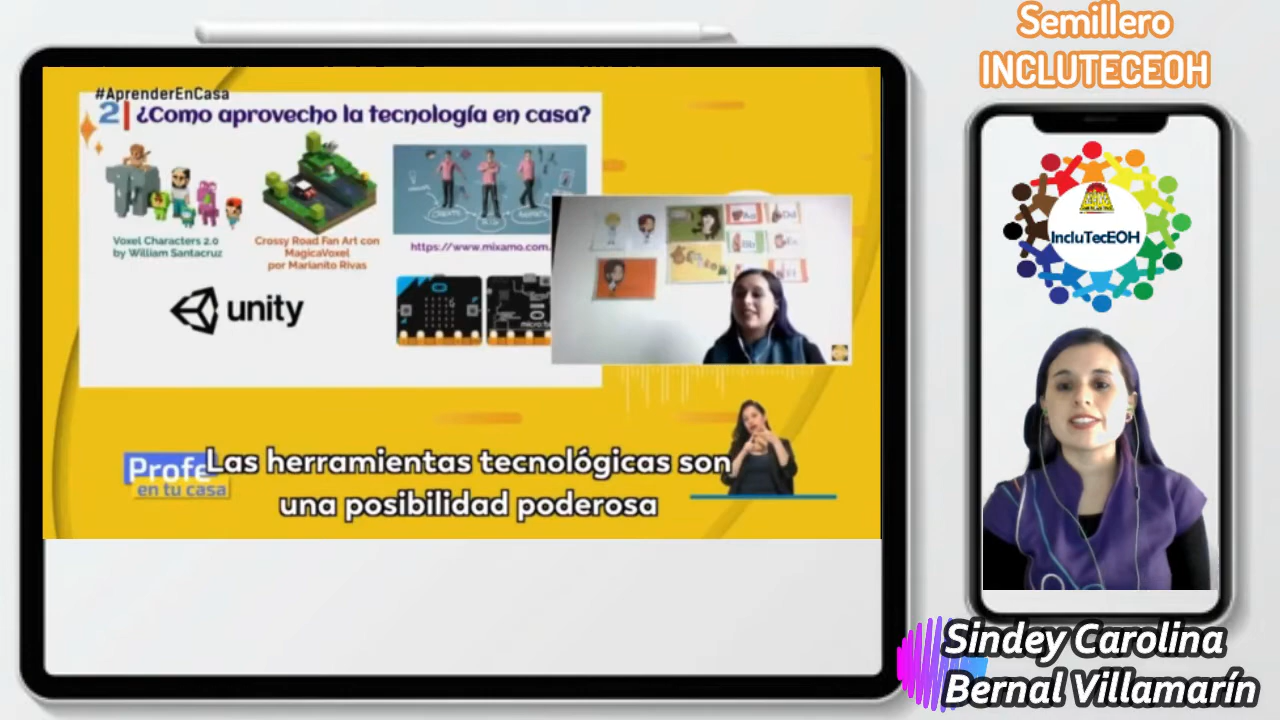 Semillero
INCLUTECEOH
#AprenderEnCasa
2 ¿Como aprovecho la tecnología en casa?
Voxel Characters 2.0
by William Santacruz
Crossy Road Fan Art con
MagicaVoxel
por Marianito Rivas
https://www.mixamo.com
unity
IncluTecEOH
Profe
en tu casa
Las herramientas tecnológicas son
una posibilidad poderosa
Sindey Carolina
Bernal Villamarín